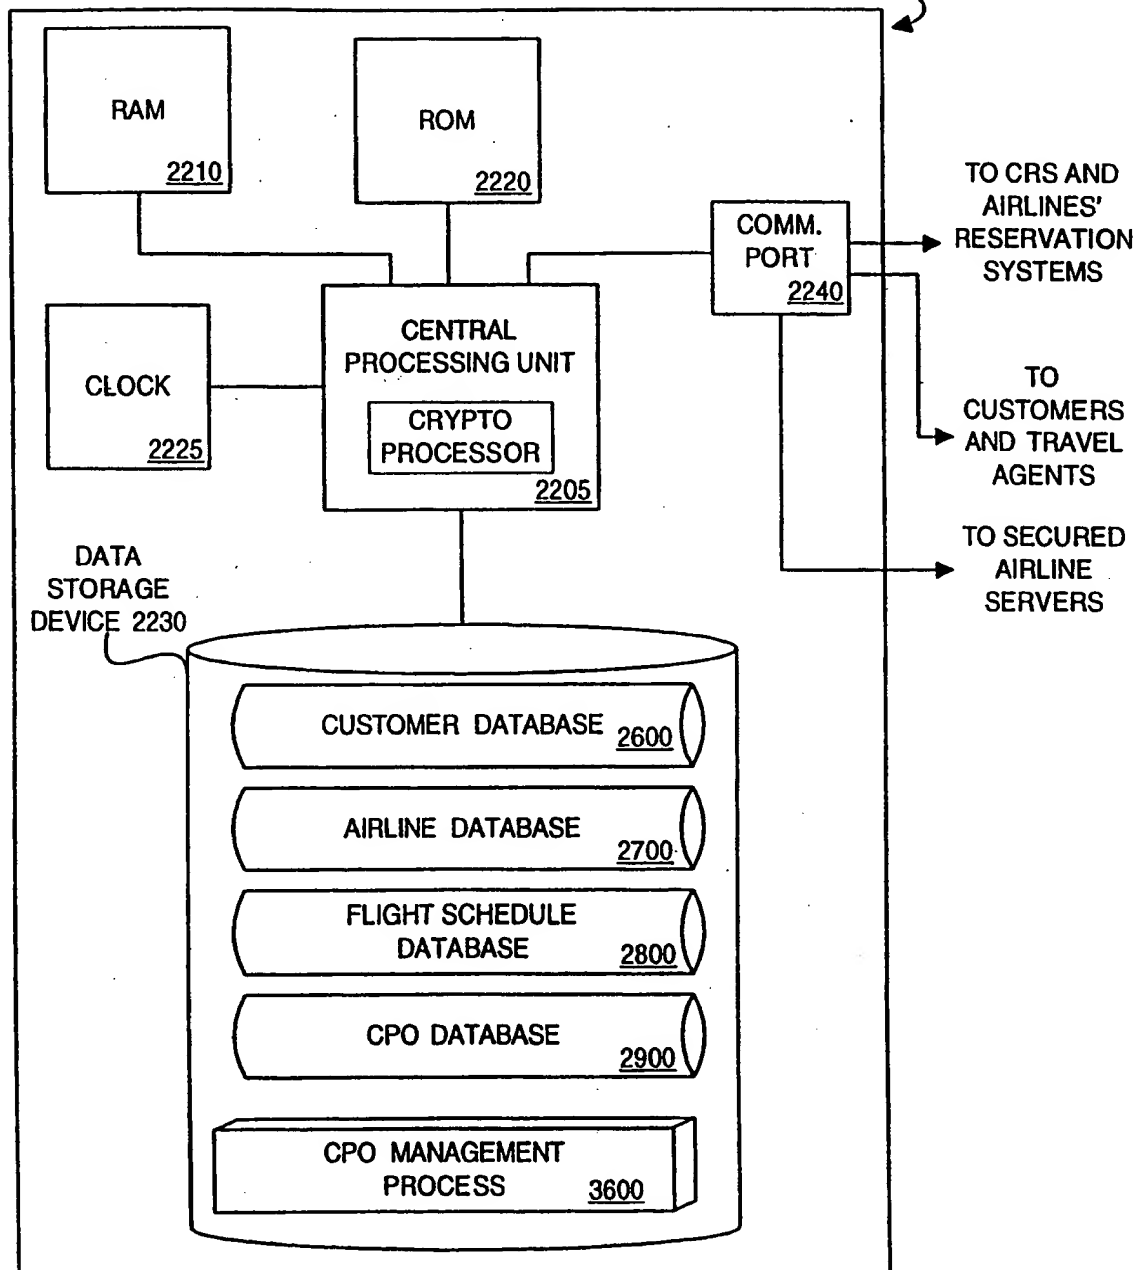 RAM
2210
ROM
2220
COMM.
PORT
2240
TO CRS AND
AIRLINES'
RESERVATION
SYSTEMS
CLOCK
2225
CENTRAL
PROCESSING UNIT
CRYPTO
PROCESSOR
2205
TO
CUSTOMERS
AND TRAVEL
AGENTS
TO SECURED
AIRLINE
SERVERS
DATA
STORAGE
DEVICE 2230
CUSTOMER DATABASE 2600
AIRLINE DATABASE 2700
FLIGHT SCHEDULE
DATABASE 2800
CPO DATABASE 2900
CPO MANAGEMENT
PROCESS 3600